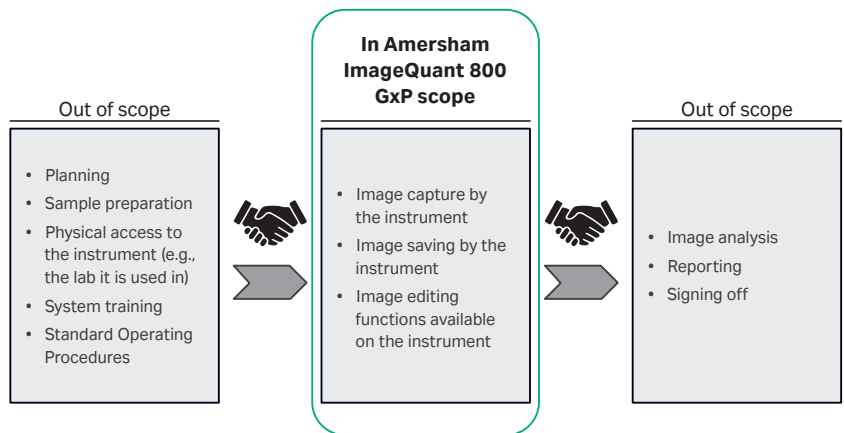 Out of scope
• Planning
• Sample preparation
• Physical access to
the instrument (e.g.,
the lab it is used in)
• System training
• Standard Operating
Procedures
In Amersham
ImageQuant 800
GxP scope
• Image capture by
the instrument
• Image saving by the
instrument
• Image editing
functions available
on the instrument
Out of scope
• Image analysis
• Reporting
• Signing off